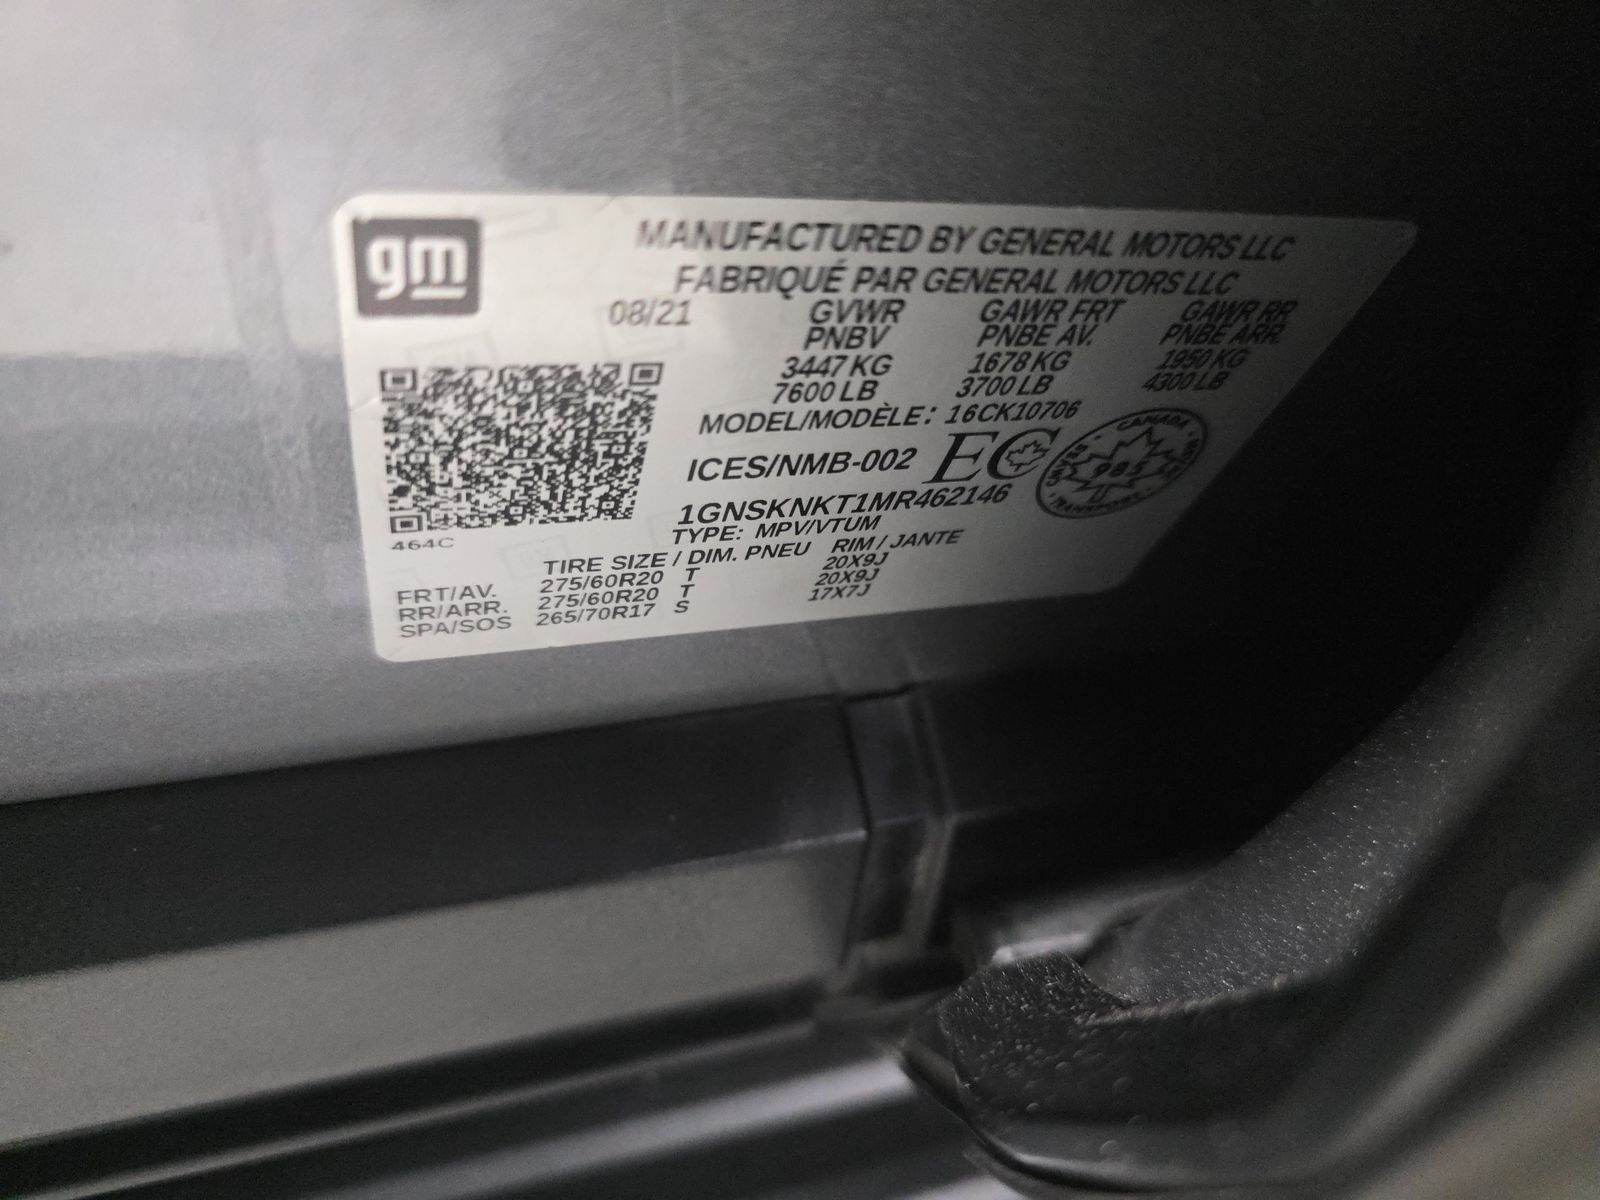 gm
MANUFACTURED BY GENERAL MOTORS LLC
FABRIQUÉ PAR GENERAL MOTORS LLC
08/21 GVWR GAWR FRT GAWR RR
PNBV PNBE AV. PNBE ARR.
3447 KG 1678 KG 1950 KG
7600 LB 3700 LB 4300 LB
MODEL/MODÈLE: 16CK10706
ICES/NMB-002 EC
CANADA
985
1GNSKNKT1MR462146
TYPE: MPV/VTUM
464C
TIRE SIZE / DIM. PNEU RIM / JANTE
FRT/AV. 275/60R20 T 20X9J
RR/ARR. 275/60R20 T 20X9J
SPA/SOS 265/70R17 S 17X7J